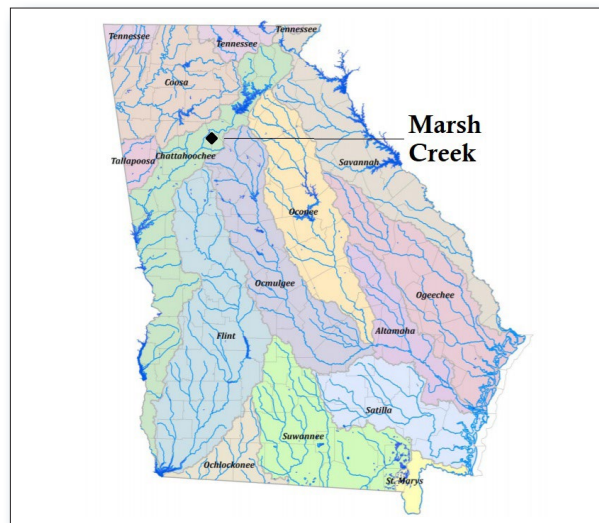 Tennessee
Tennessee
Tennessee
Coosa
Marsh
Creek
Tallapoosa
Chattahoochee
Savannah
Oconee
Ocmulgee
Ogeechee
Flint
Altamaha
Satilla
Suwannee
Ochlockonee
St. Marys